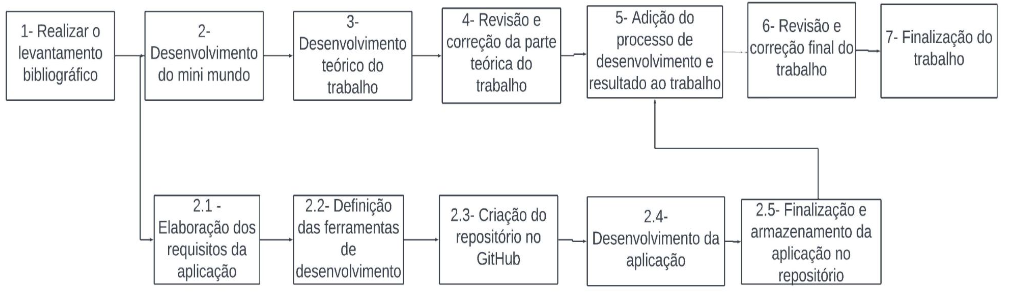 1- Realizar o
levantamento
bibliográfico
2-
Desenvolvimento
do mini mundo
3-
Desenvolvimento
teórico do
trabalho
4- Revisão e
correção da parte
teórica do
trabalho
5- Adição do
processo de
desenvolvimento e
resultado ao trabalho
6- Revisão e
correção final do
trabalho
7- Finalização do
trabalho
2.1 -
Elaboração dos
requisitos da
aplicação
2.2- Definição
das ferramentas
de
desenvolvimento
2.3- Criação do
repositório no
GitHub
2.4-
Desenvolvimento da
aplicação
2.5- Finalização e
armazenamento da
aplicação no
repositório